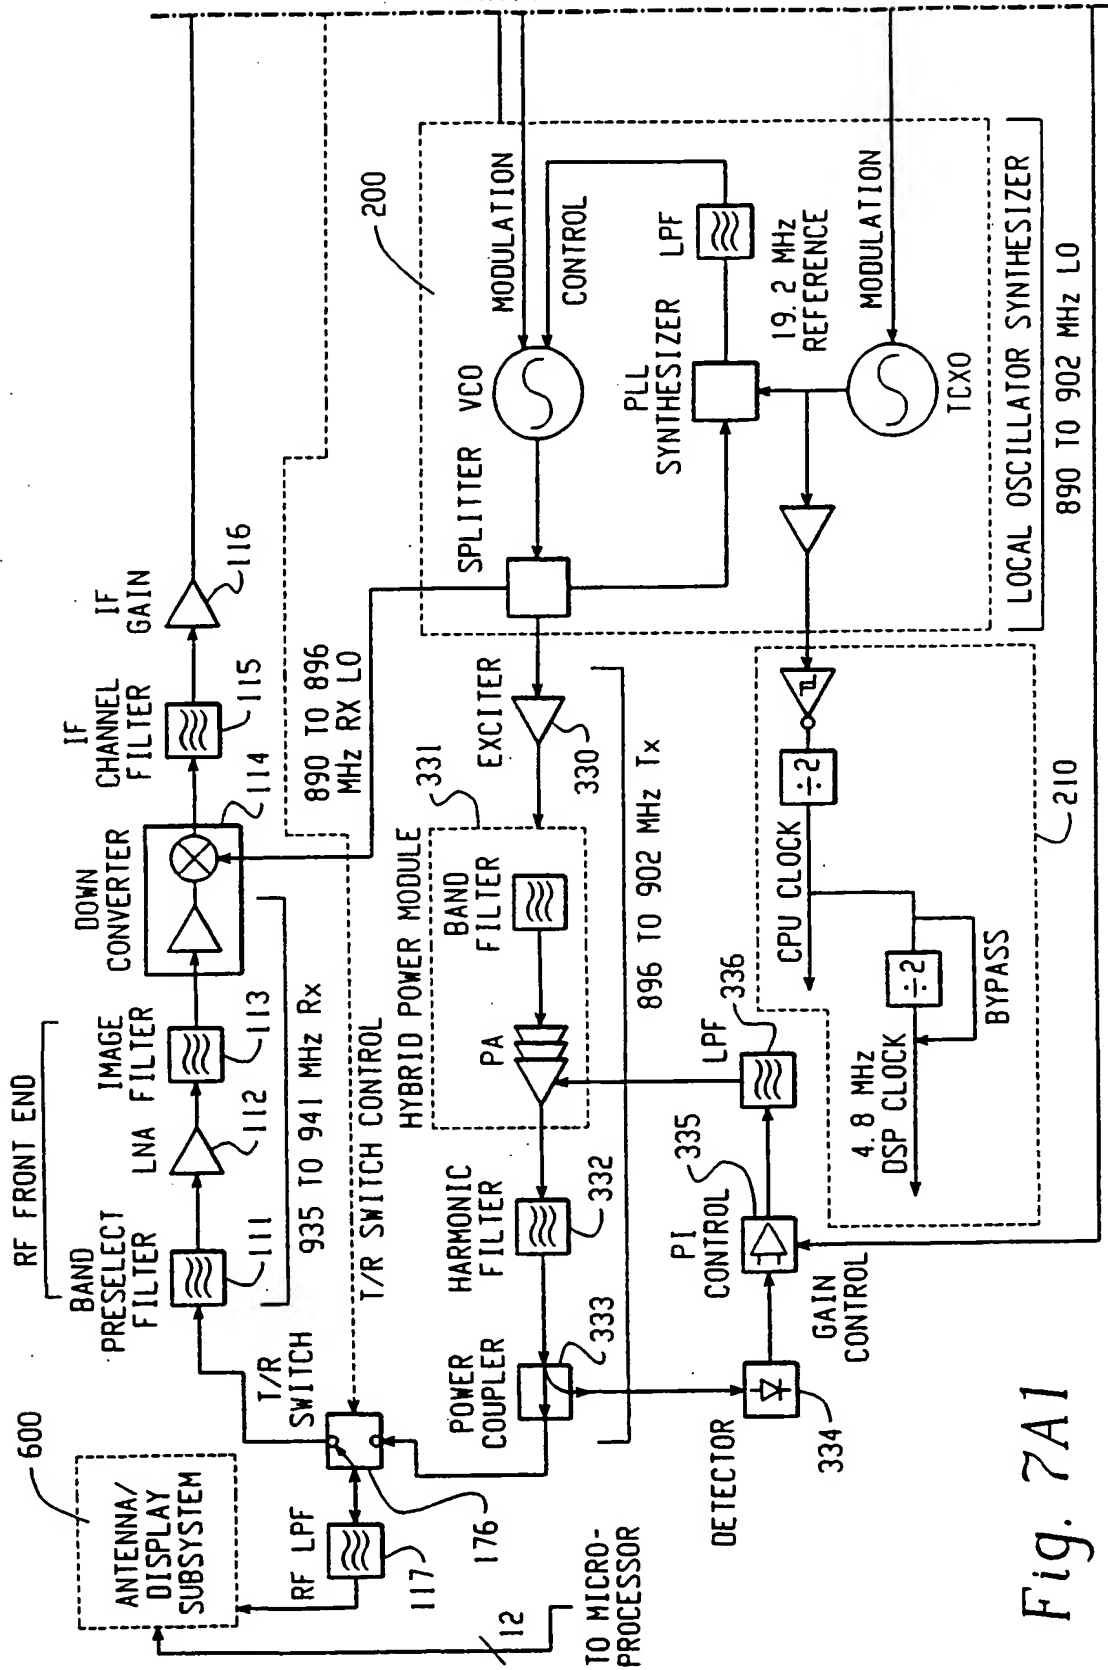 RF FRONT END
BAND
PRESELECT
FILTER
111
LNA
112
IMAGE
FILTER
113
DOWN
CONVERTER
114
IF
CHANNEL
FILTER
115
IF
GAIN
116
935 TO 941 MHz Rx
T/R SWITCH CONTROL
890 TO 896
MHz RX LO
600
ANTENNA/
DISPLAY
SUBSYSTEM
T/R
SWITCH
RF LPF
117
176
12
TO MICRO-
PROCESSOR
HYBRID POWER MODULE
331
BAND
FILTER
PA
EXCITER
330
HARMONIC
FILTER
332
POWER
COUPLER
333
896 TO 902 MHz Tx
DETECTOR
334
PI
CONTROL
335
GAIN
CONTROL
LPF
336
SPLITTER
VCO
MODULATION
CONTROL
200
PLL
SYNTHESIZER
LPF
19.2 MHz
REFERENCE
MODULATION
TCXO
LOCAL OSCILLATOR SYNTHESIZER
890 TO 902 MHz LO
÷2
CPU CLOCK
÷2
BYPASS
4.8 MHz
DSP CLOCK
210
Fig. 7A1